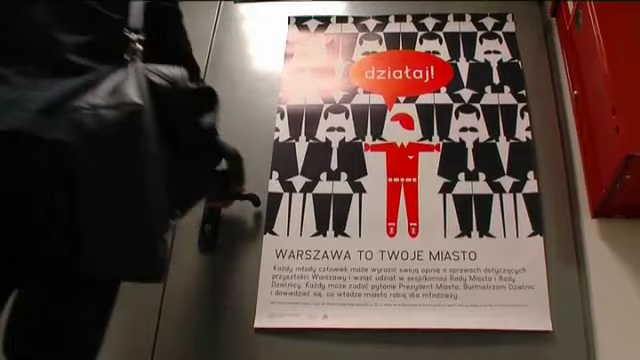 działaj!
WARSZAWA TO TWOJE MIASTO
Każdy młody człowiek może wyrazić swoją opinię o sprawach dotyczących
przyszłości Warszawy i wziąć udział w sesji/komisji Rady Miasta i Rady
Dzielnicy. Każdy może zadać pytanie Prezydent Miasta, Burmistrzom Dzielnic
i dowiedzieć się, co władze miasta robią dla młodzieży.